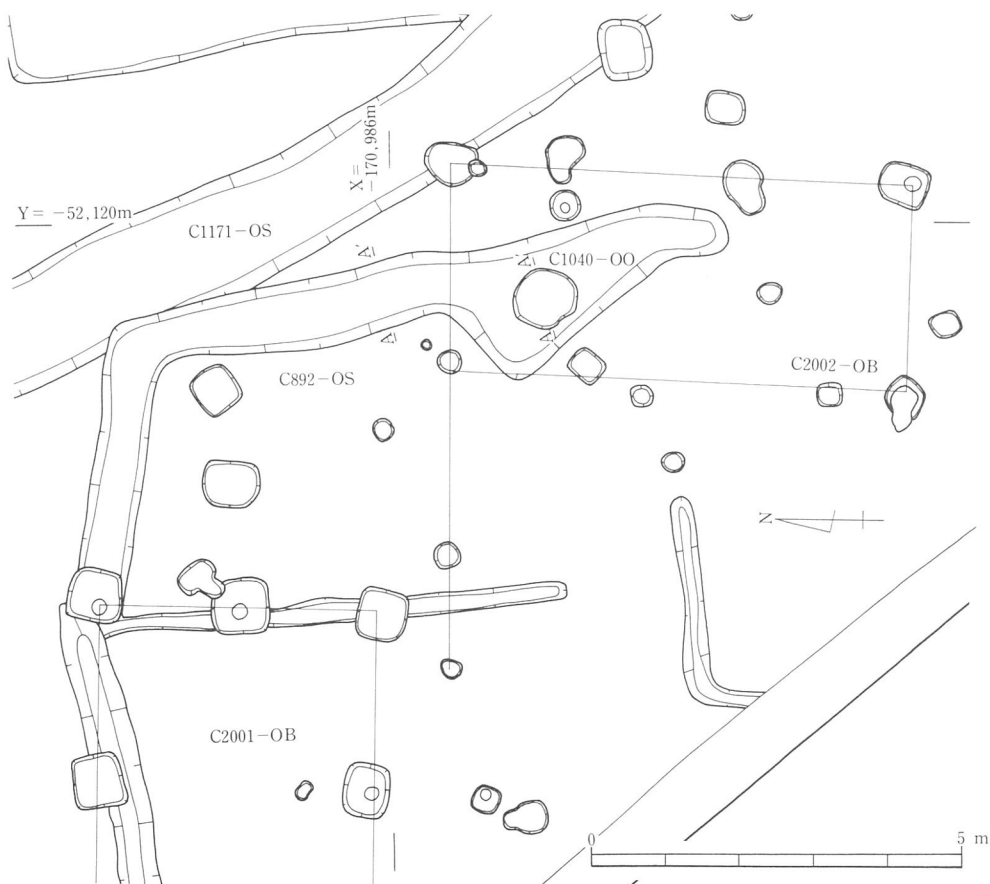 X =
-170,986m
Y= -52,120m
C1171-OS
A'
A'
C1040-OO
A
A
C892-OS
C2002-OB
N
C2001-OB
0 5 m